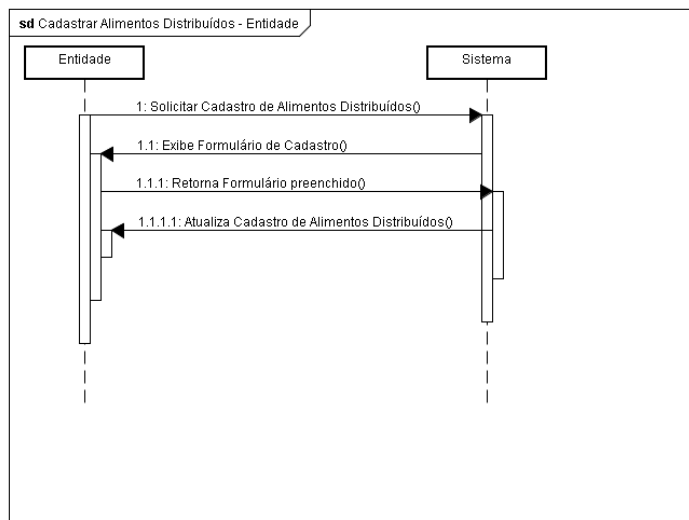 sd Cadastrar Alimentos Distribuídos - Entidade
Entidade
Sistema
1: Solicitar Cadastro de Alimentos Distribuídos()
1.1: Exibe Formulário de Cadastro()
1.1.1: Retorna Formulário preenchido()
1.1.1.1: Atualiza Cadastro de Alimentos Distribuídos()